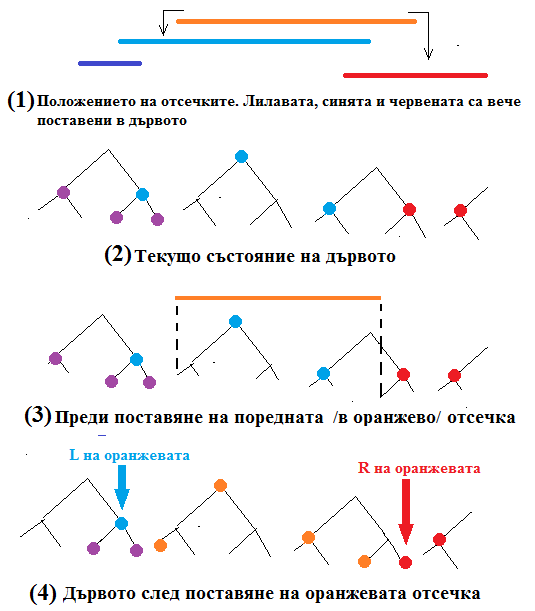 (1) Положението на отсечките. Лилавата, синята и червената са вече
поставени в дървото
(2) Текущо състояние на дървото
(3) Преди поставяне на поредната /в оранжево/ отсечка
L на оранжевата
R на оранжевата
(4) Дървото след поставяне на оранжевата отсечка